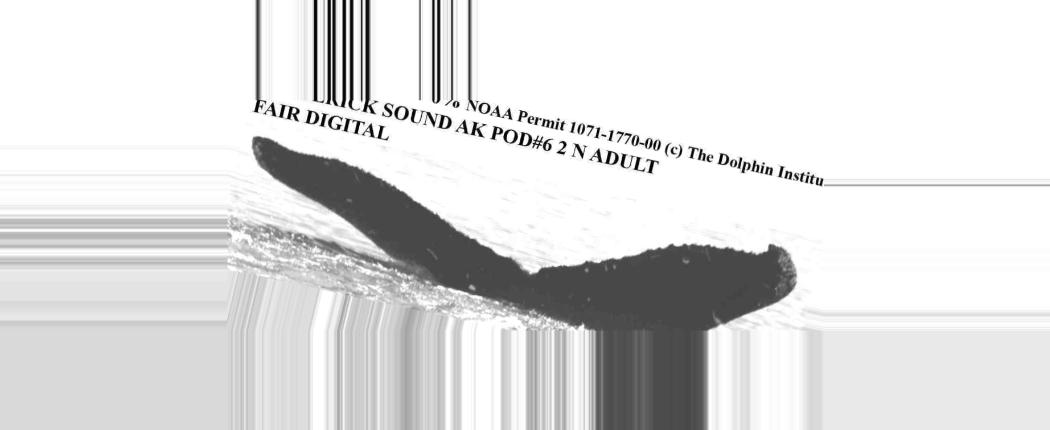 NOAA Permit 1071-1770-00 (c) The Dolphin Institu
SOUND AK POD#6 2 N ADULT
FAIR DIGITAL